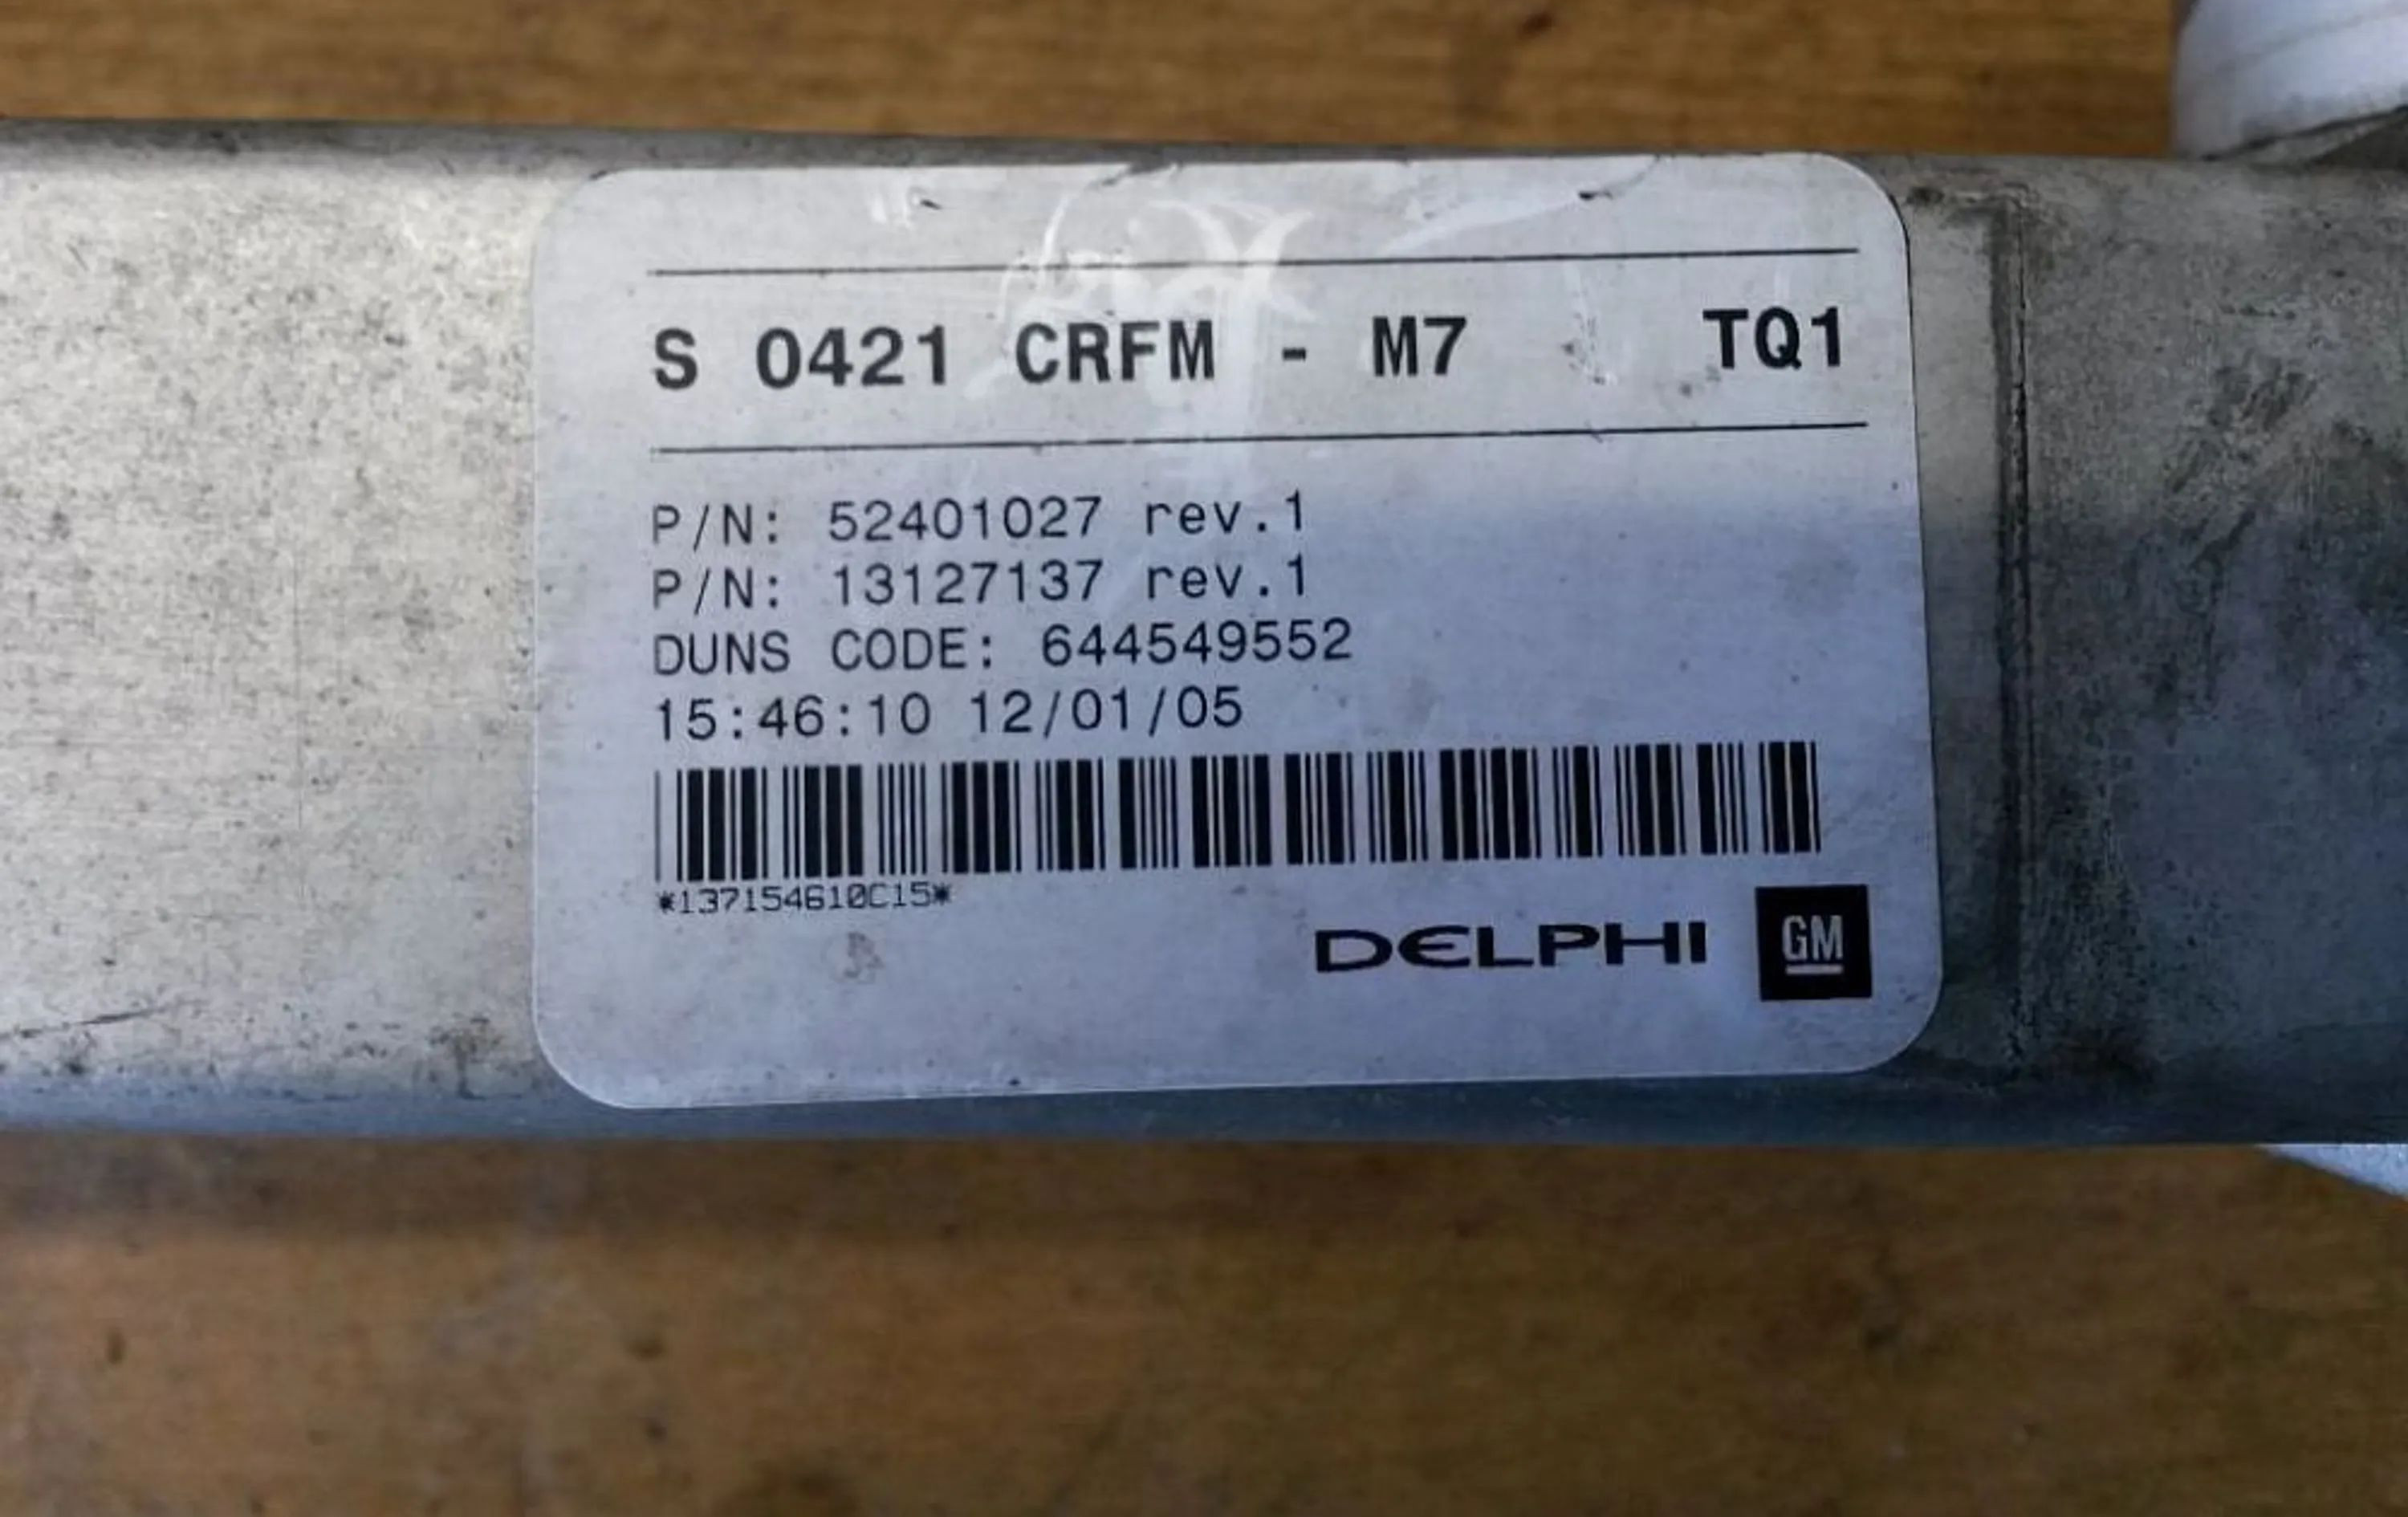 S 0421 CRFM - M7 TQ1
P/N: 52401027 rev.1
P/N: 13127137 rev.1
DUNS CODE: 644549552
15:46:10 12/01/05
*137154610C15*
DELPHI GM